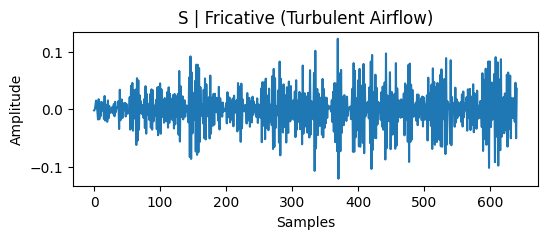 S | Fricative (Turbulent Airflow)
0.1
0.0
−0.1
Amplitude
0 100 200 300 400 500 600
Samples